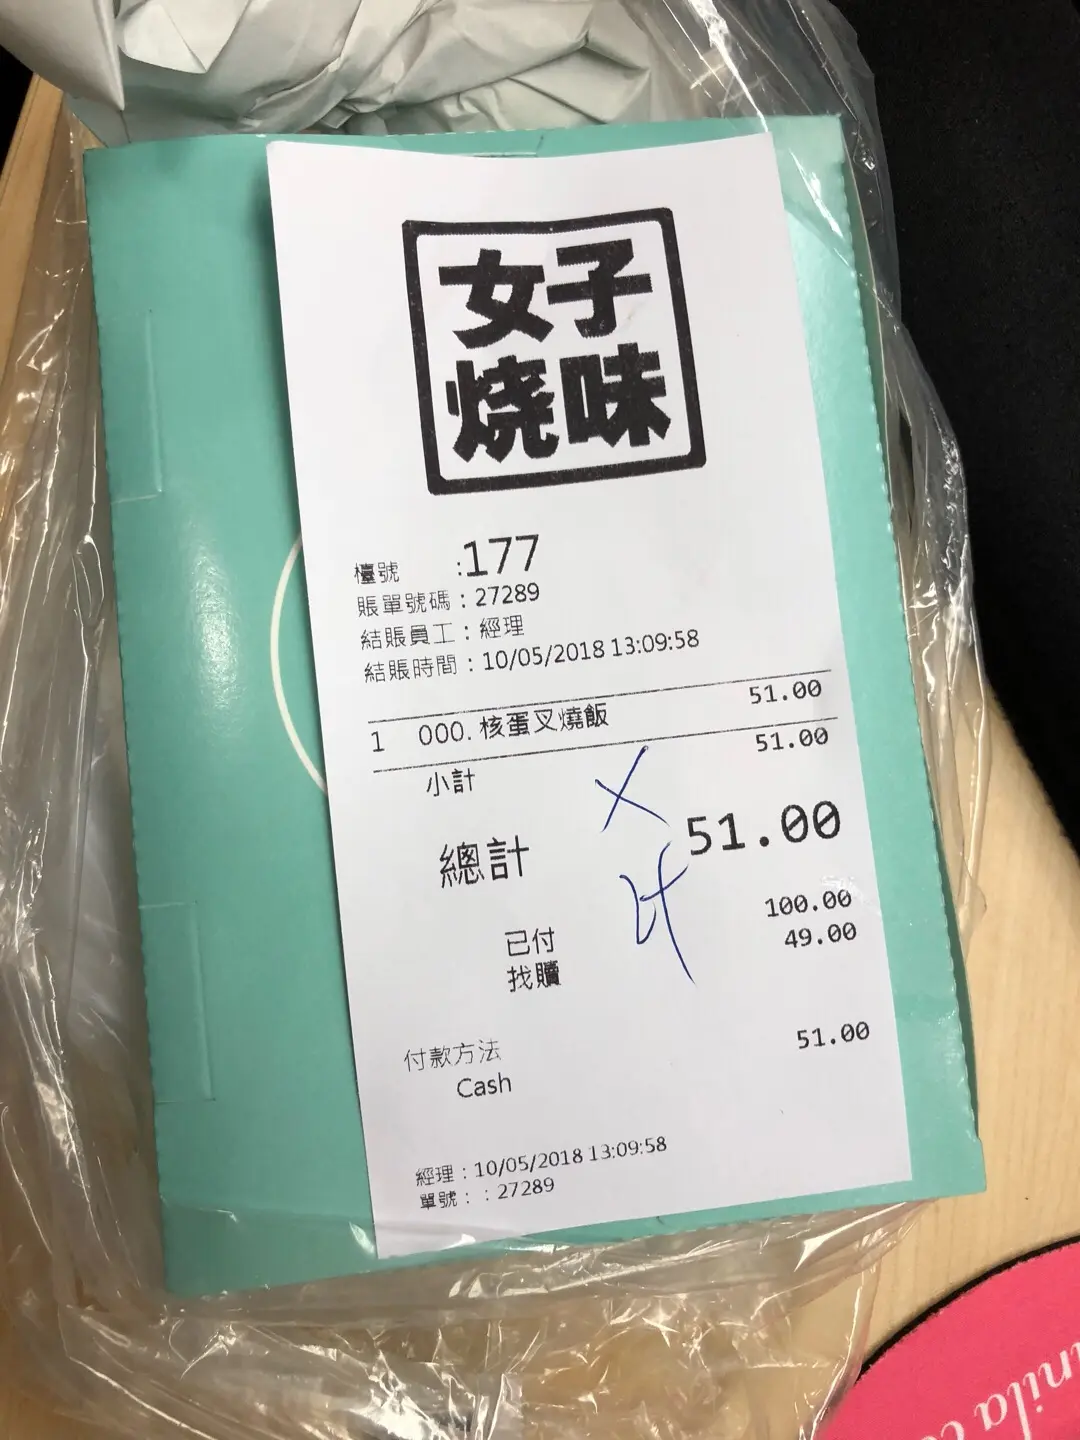 女子
燒味
檯號 :177
賬單號碼 : 27289
結賬員工 : 經理
結賬時間 : 10/05/2018 13:09:58
1 000. 核蛋叉燒飯 51.00
小計 51.00
總計 51.00
已付 100.00
找贖 49.00
付款方法
Cash 51.00
經理 : 10/05/2018 13:09:58
單號 : : 27289
nila co